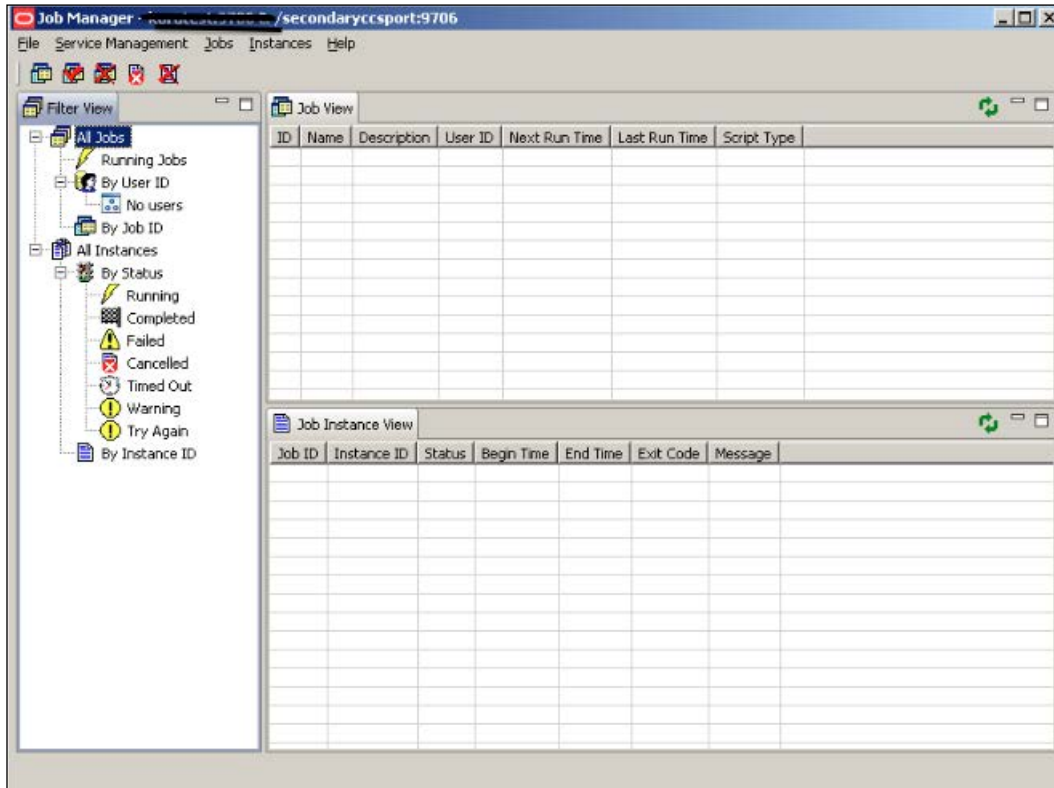 Job Manager - /secondaryccsport:9706
File Service Management Jobs Instances Help
Filter View
All Jobs
Running Jobs
By User ID
No users
By Job ID
All Instances
By Status
Running
Completed
Failed
Cancelled
Timed Out
Warning
Try Again
By Instance ID
Job View
ID Name Description User ID Next Run Time Last Run Time Script Type
Job Instance View
Job ID Instance ID Status Begin Time End Time Exit Code Message